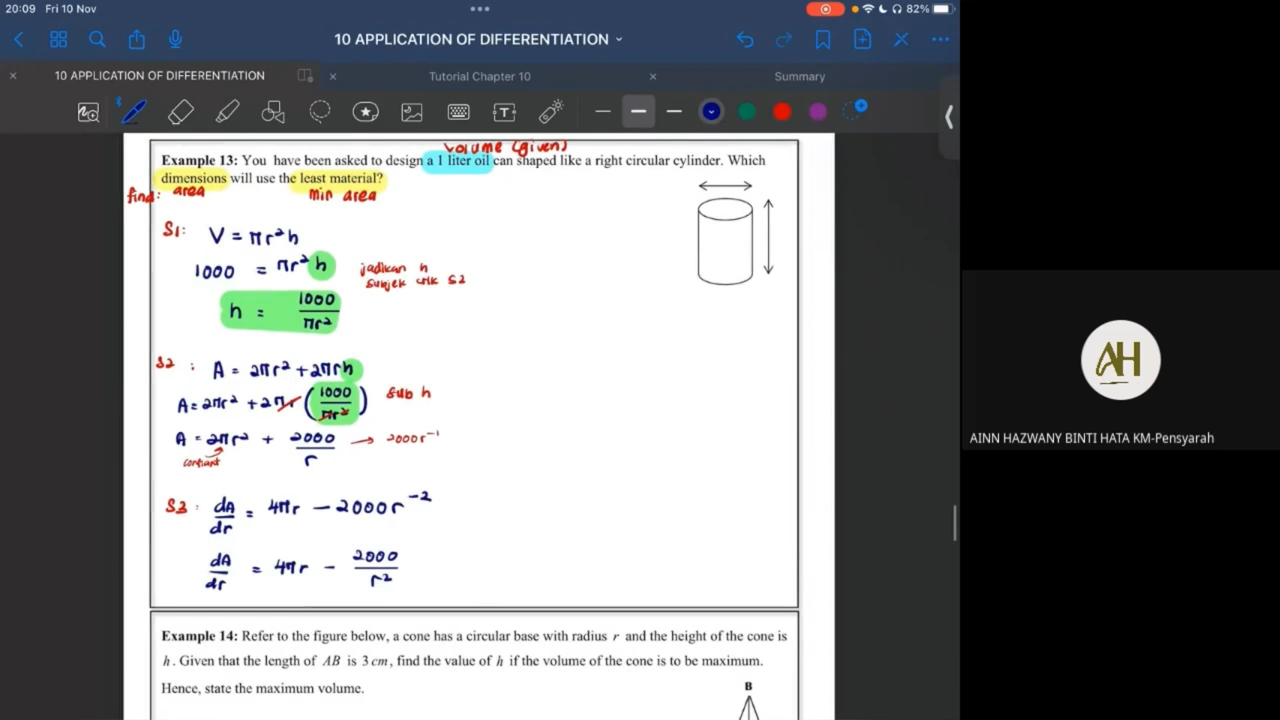 20:09 Fri 10 Nov
82%
10 APPLICATION OF DIFFERENTIATION
10 APPLICATION OF DIFFERENTIATION
Tutorial Chapter 10
Summary
volume (given)
Example 13: You have been asked to design a 1 liter oil can shaped like a right circular cylinder. Which
dimensions will use the least material?
find: area
min area
S1: V = πr²h
1000 = πr²h
jadikan h
subjek utk S2
h = 1000/πr²
S2 : A = 2πr² + 2πrh
A = 2πr² + 2πr (1000/πr²) sub h
A = 2πr² + 2000/r → 2000r⁻¹
constant
S3 : dA/dr = 4πr − 2000r⁻²
dA/dr = 4πr − 2000/r²
Example 14: Refer to the figure below, a cone has a circular base with radius r and the height of the cone is
h. Given that the length of AB is 3 cm, find the value of h if the volume of the cone is to be maximum.
Hence, state the maximum volume.
B
AH
AINN HAZWANY BINTI HATA KM-Pensyarah